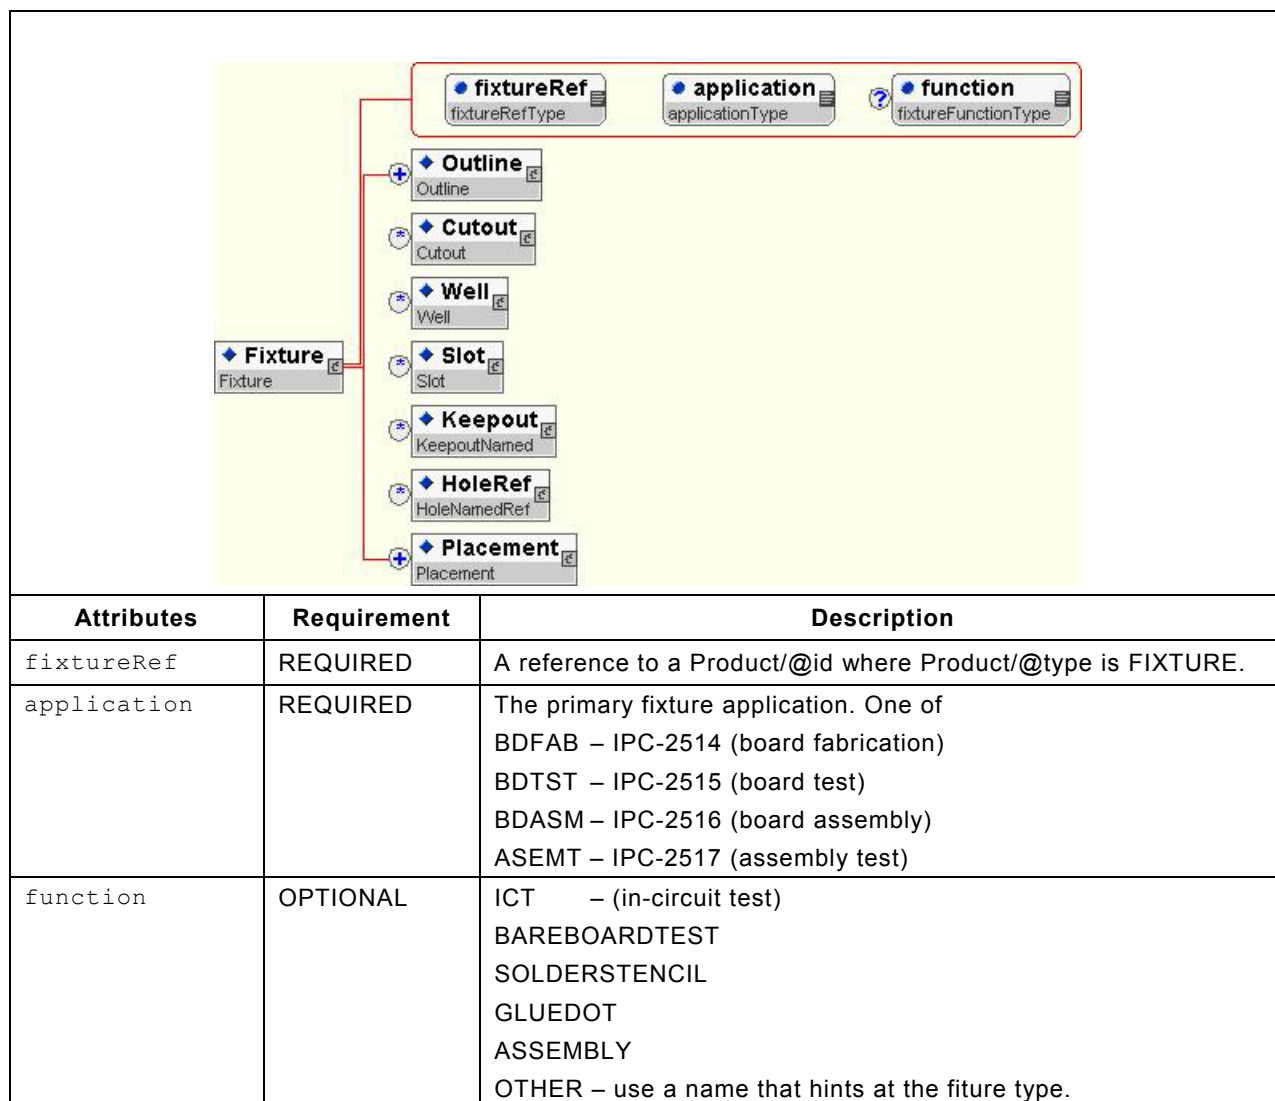 fixtureRef
fixtureRefType
application
applicationType
?
function
fixtureFunctionType
+
Outline
Outline
*
Cutout
Cutout
*
Well
Well
*
Slot
Slot
Fixture
Fixture
*
Keepout
KeepoutNamed
*
HoleRef
HoleNamedRef
+
Placement
Placement
Attributes Requirement Description
fixtureRef REQUIRED A reference to a Product/@id where Product/@type is FIXTURE.
application REQUIRED The primary fixture application. One of
BDFAB – IPC-2514 (board fabrication)
BDTST – IPC-2515 (board test)
BDASM – IPC-2516 (board assembly)
ASEMT – IPC-2517 (assembly test)
function OPTIONAL ICT – (in-circuit test)
BAREBOARDTEST
SOLDERSTENCIL
GLUEDOT
ASSEMBLY
OTHER – use a name that hints at the fiture type.